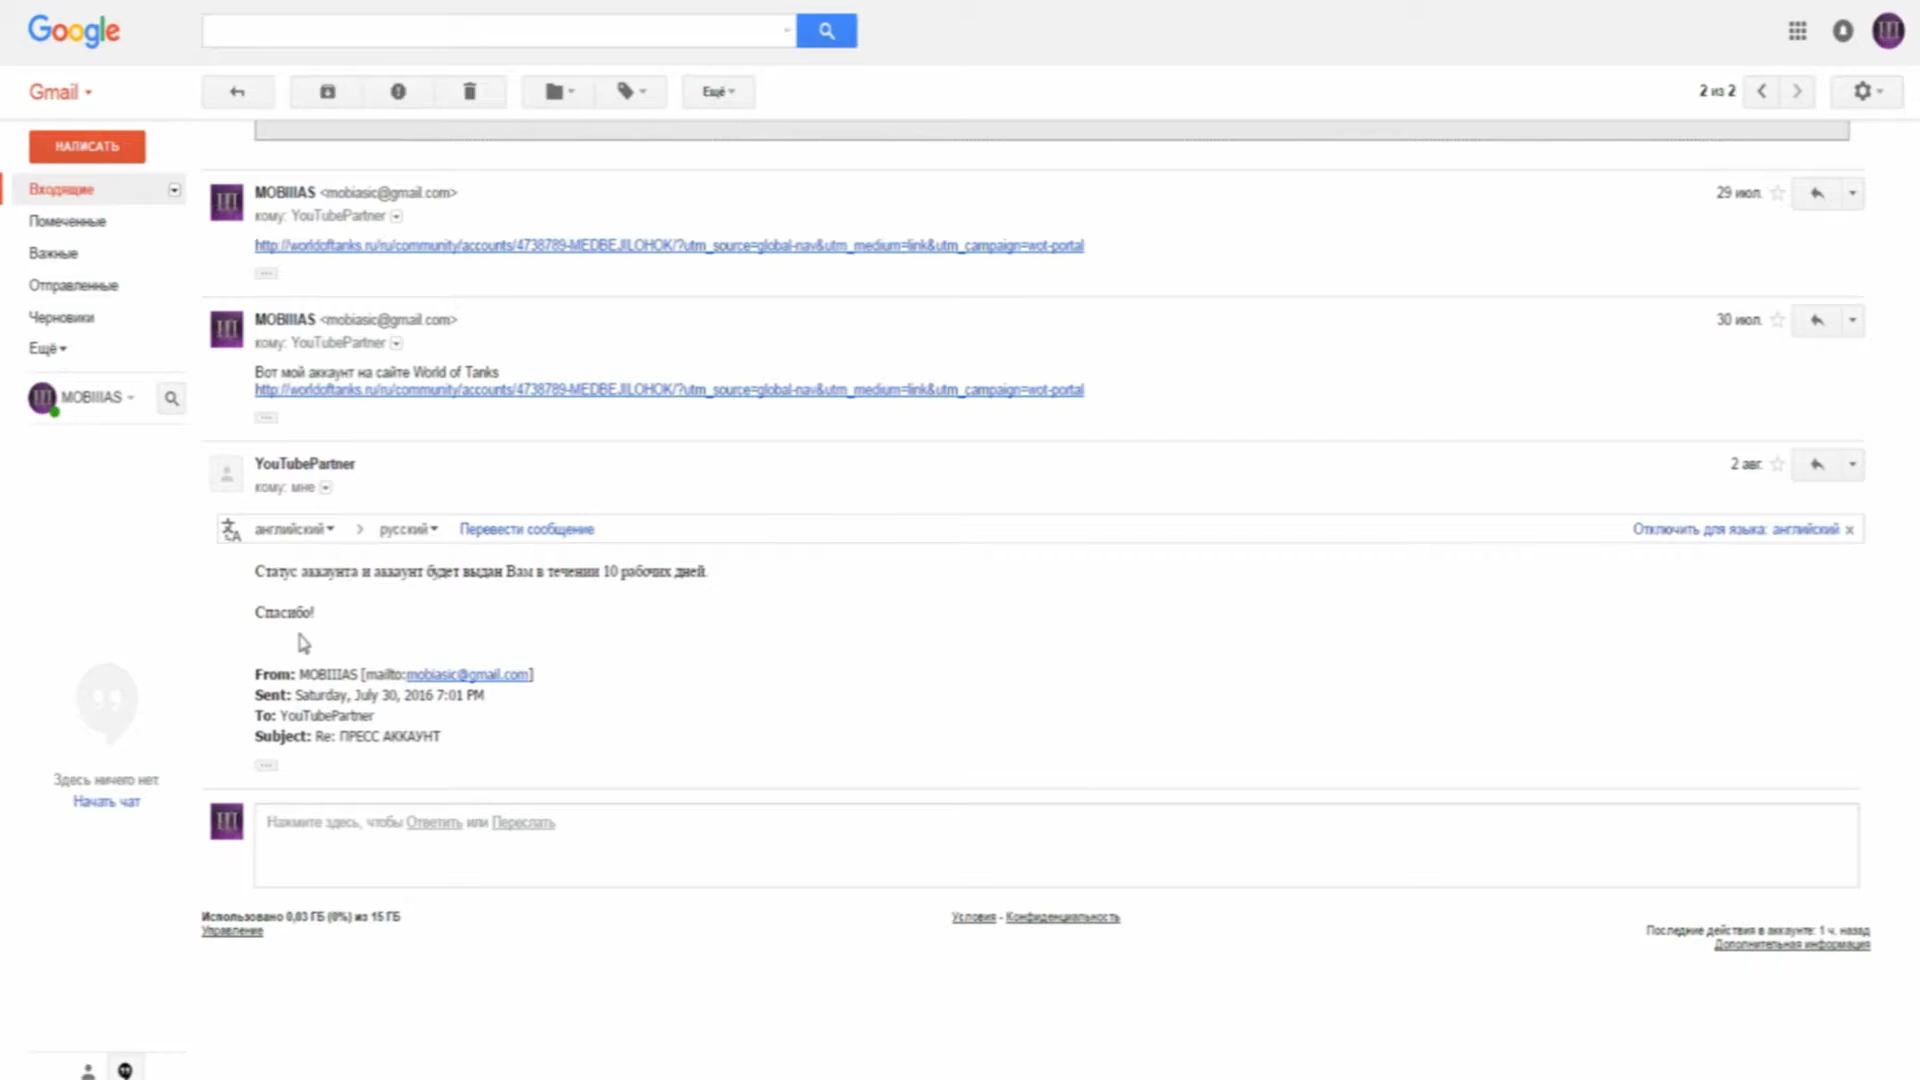 Google
Gmail
Ещё
2 из 2
НАПИСАТЬ
Входящие
Помеченные
Важные
Отправленные
Черновики
Ещё
MOBIIIAS
Здесь ничего нет
Начать чат
MOBIIIAS <mobiasic@gmail.com>
29 июл.
кому: YouTubePartner
http://worldoftanks.ru/ru/community/accounts/4738789-MEDBEJILOHOK/?utm_source=global-nav&utm_medium=link&utm_campaign=wot-portal
MOBIIIAS <mobiasic@gmail.com>
30 июл.
кому: YouTubePartner
Вот мой аккаунт на сайте World of Tanks
http://worldoftanks.ru/ru/community/accounts/4738789-MEDBEJILOHOK/?utm_source=global-nav&utm_medium=link&utm_campaign=wot-portal
YouTubePartner
2 авг.
кому: мне
английский > русский Перевести сообщение
Отключить для языка: английский x
Статус аккаунта и аккаунт будет выдан Вам в течении 10 рабочих дней.
Спасибо!
From: MOBIIIAS [mailto:mobiasic@gmail.com]
Sent: Saturday, July 30, 2016 7:01 PM
To: YouTubePartner
Subject: Re: ПРЕСС АККАУНТ
Нажмите здесь, чтобы Ответить или Переслать
Использовано 0,03 ГБ (0%) из 15 ГБ
Управление
Условия - Конфиденциальность
Последние действия в аккаунте: 1 ч. назад
Дополнительная информация